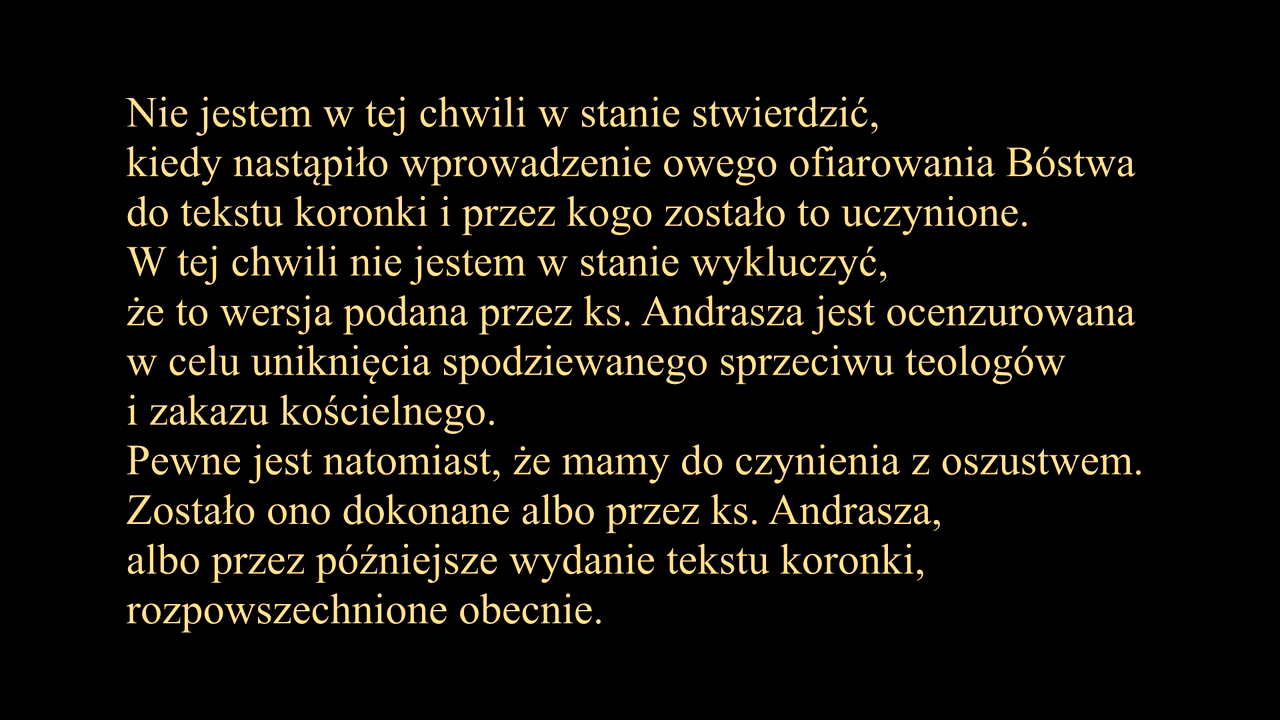 Nie jestem w tej chwili w stanie stwierdzić,
kiedy nastąpiło wprowadzenie owego ofiarowania Bóstwa
do tekstu koronki i przez kogo zostało to uczynione.
W tej chwili nie jestem w stanie wykluczyć,
że to wersja podana przez ks. Andrasza jest ocenzurowana
w celu uniknięcia spodziewanego sprzeciwu teologów
i zakazu kościelnego.
Pewne jest natomiast, że mamy do czynienia z oszustwem.
Zostało ono dokonane albo przez ks. Andrasza,
albo przez późniejsze wydanie tekstu koronki,
rozpowszechnione obecnie.